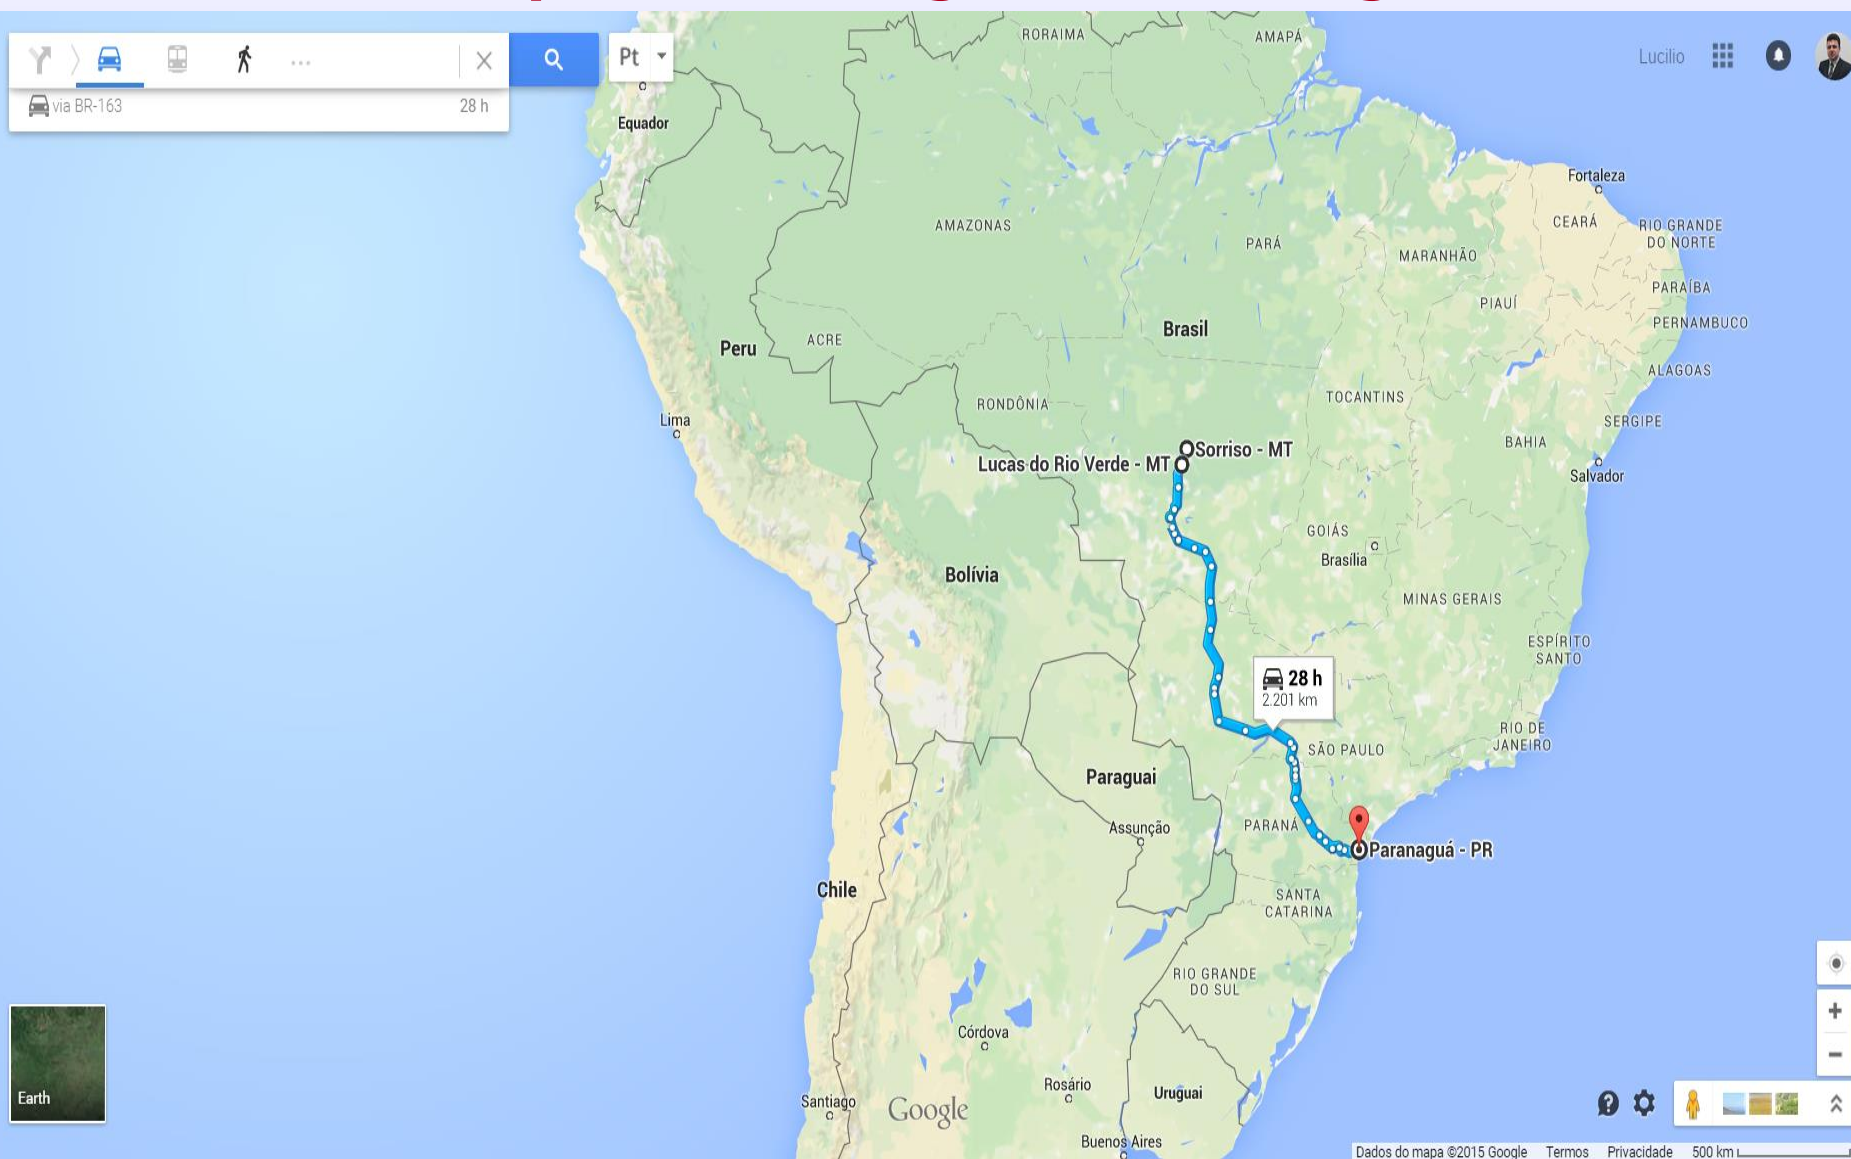 Pt
Lucilio
via BR-163
28 h
RORAIMA
AMAPÁ
Equador
Fortaleza
CEARÁ
RIO GRANDE
DO NORTE
AMAZONAS
PARÁ
MARANHÃO
PARAÍBA
PIAUÍ
PERNAMBUCO
Brasil
Peru
ACRE
ALAGOAS
RONDÔNIA
TOCANTINS
Lima
SERGIPE
BAHIA
Salvador
Sorriso - MT
Lucas do Rio Verde - MT
GOIÁS
Brasília
Bolívia
MINAS GERAIS
ESPÍRITO
SANTO
28 h
2.201 km
RIO DE
JANEIRO
SÃO PAULO
Paraguai
Assunção
PARANÁ
Paranaguá - PR
Chile
SANTA
CATARINA
RIO GRANDE
DO SUL
Córdova
Rosário
Uruguai
Santiago
Google
Buenos Aires
Earth
Dados do mapa ©2015 Google
Termos
Privacidade
500 km